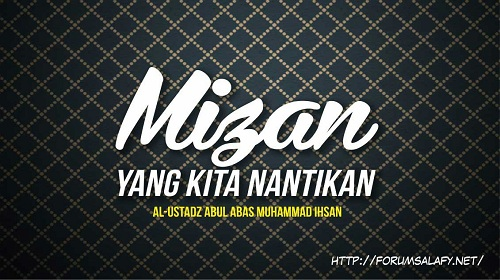 Mizan
YANG KITA NANTIKAN
AL-USTADZ ABUL ABAS MUHAMMAD IHSAN
HTTP://FORUMSALAFY.NET/